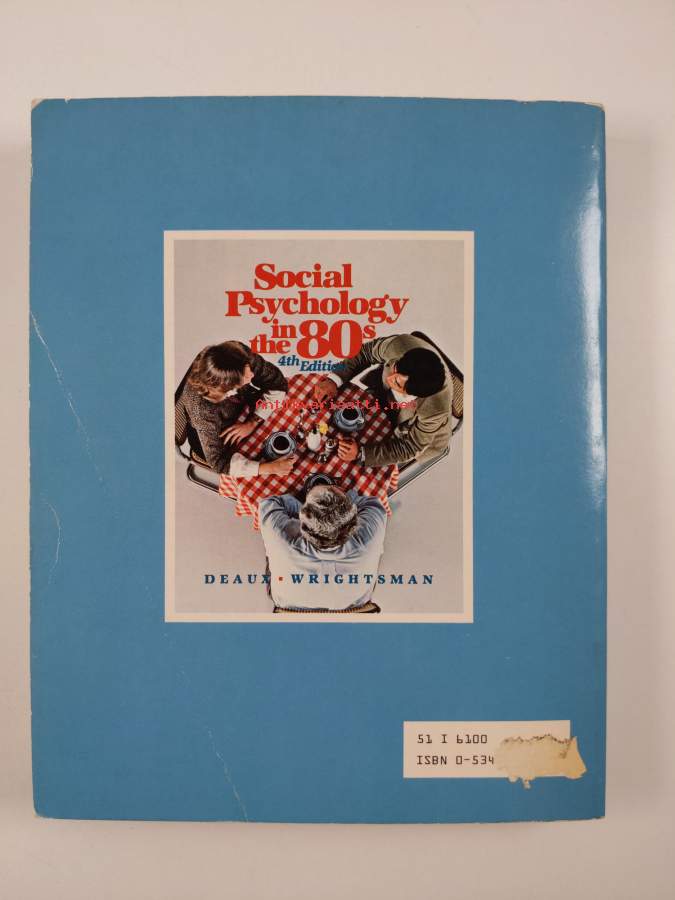 Social
Psychology
in
the 80s
4th Edition
Antikvariaatti.net
DEAUX · WRIGHTSMAN
51 I 6100
ISBN 0-534